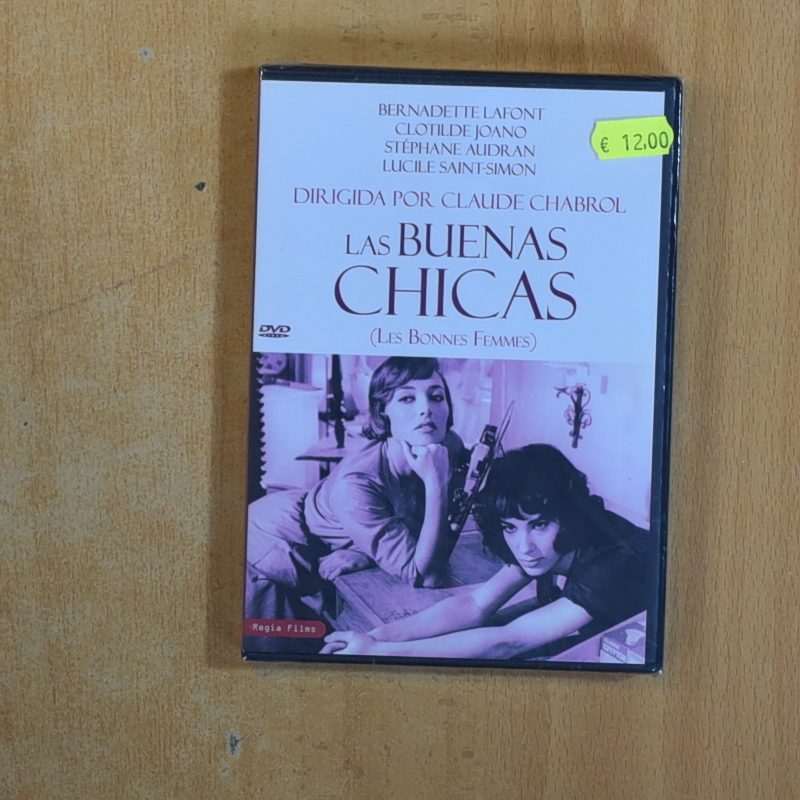 BERNADETTE LAFONT
CLOTILDE JOANO
STÉPHANE AUDRAN
LUCILE SAINT-SIMON
€ 12,00
DIRIGIDA POR CLAUDE CHABROL
LAS BUENAS
CHICAS
(LES BONNES FEMMES)
DVD
VIDEO
Regia Films